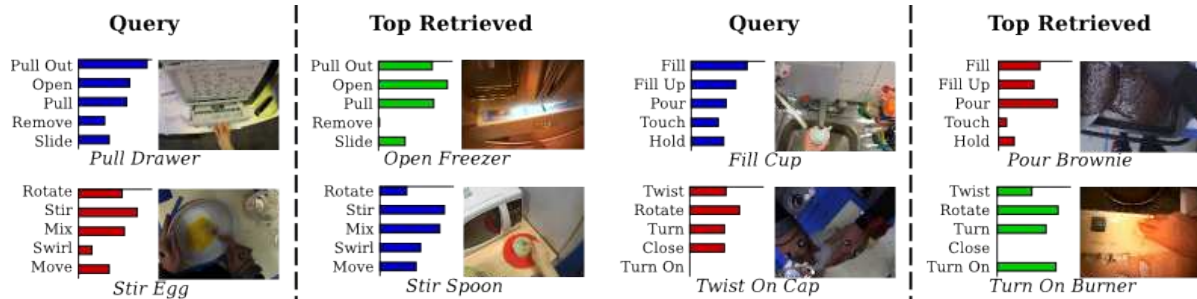 Query
Top Retrieved
Query
Top Retrieved
Pull Out
Open
Pull
Remove
Slide
Pull Drawer
Pull Out
Open
Pull
Remove
Slide
Open Freezer
Fill
Fill Up
Pour
Touch
Hold
Fill Cup
Fill
Fill Up
Pour
Touch
Hold
Pour Brownie
Rotate
Stir
Mix
Swirl
Move
Stir Egg
Rotate
Stir
Mix
Swirl
Move
Stir Spoon
Twist
Rotate
Turn
Close
Turn On
Twist On Cap
Twist
Rotate
Turn
Close
Turn On
Turn On Burner